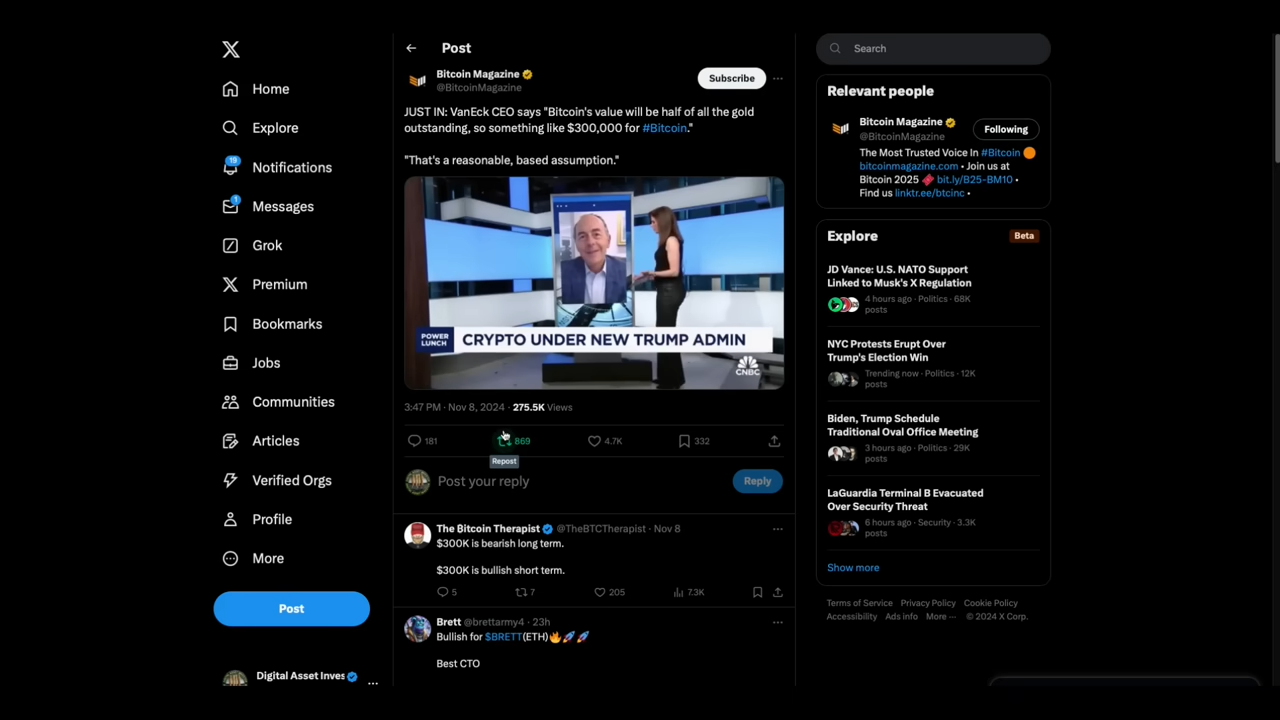 Home
Explore
19
Notifications
1
Messages
Grok
Premium
Bookmarks
Jobs
Communities
Articles
Verified Orgs
Profile
More
Post
Digital Asset Inves
Post
Bitcoin Magazine
@BitcoinMagazine
Subscribe
JUST IN: VanEck CEO says "Bitcoin's value will be half of all the gold
outstanding, so something like $300,000 for #Bitcoin."
"That's a reasonable, based assumption."
POWER
LUNCH
CRYPTO UNDER NEW TRUMP ADMIN
CNBC
3:47 PM · Nov 8, 2024 · 275.5K Views
181
869
4.7K
332
Repost
Post your reply
Reply
The Bitcoin Therapist @TheBTCTherapist · Nov 8
$300K is bearish long term.
$300K is bullish short term.
5
7
205
7.3K
Brett @brettarmy4 · 23h
Bullish for $BRETT(ETH)🔥🚀🚀
Best CTO
Search
Relevant people
Bitcoin Magazine
@BitcoinMagazine
Following
The Most Trusted Voice In #Bitcoin 🟠
bitcoinmagazine.com • Join us at
Bitcoin 2025 🎟️ bit.ly/B25-BM10 •
Find us linktr.ee/btcinc •
Explore
Beta
JD Vance: U.S. NATO Support
Linked to Musk's X Regulation
4 hours ago · Politics · 68K
posts
NYC Protests Erupt Over
Trump's Election Win
Trending now · Politics · 12K
posts
Biden, Trump Schedule
Traditional Oval Office Meeting
3 hours ago · Politics · 29K
posts
LaGuardia Terminal B Evacuated
Over Security Threat
6 hours ago · Security · 3.3K
posts
Show more
Terms of Service Privacy Policy Cookie Policy
Accessibility Ads info More ··· © 2024 X Corp.